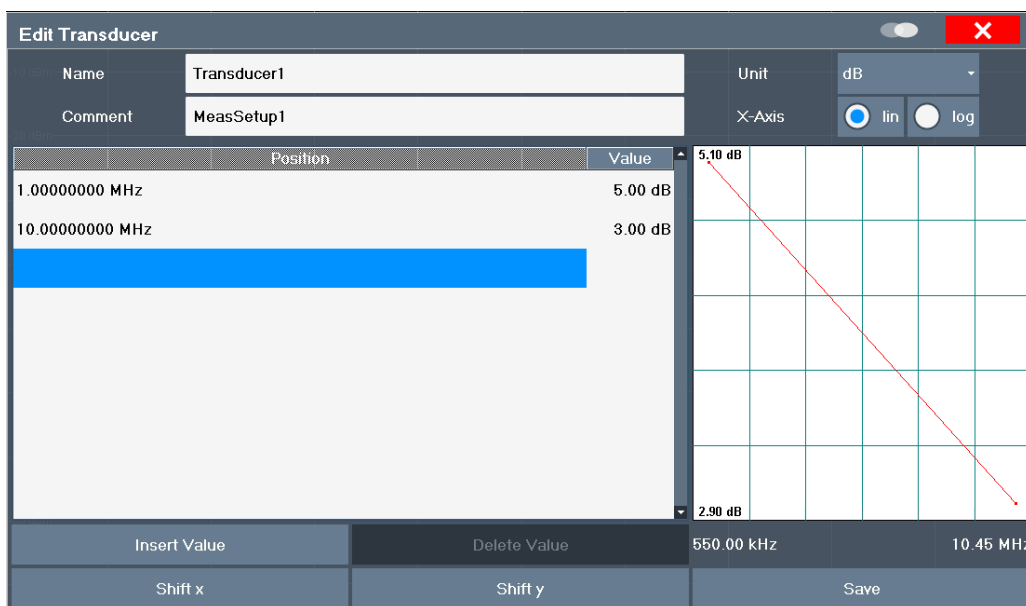 Edit Transducer
Name Transducer1 Unit dB
Comment MeasSetup1 X-Axis lin log
Position Value
5.10 dB
1.00000000 MHz 5.00 dB
10.00000000 MHz 3.00 dB
2.90 dB
Insert Value Delete Value 550.00 kHz 10.45 MHz
Shift x Shift y Save